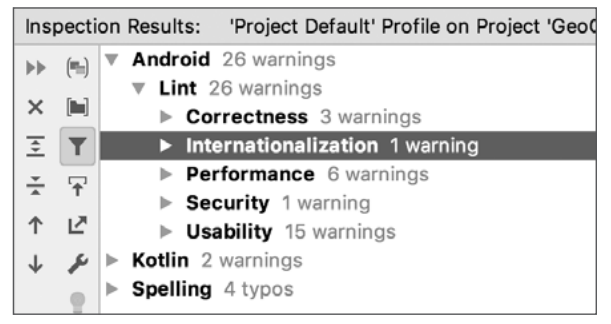 Inspection Results: 'Project Default' Profile on Project 'Geo
Android 26 warnings
Lint 26 warnings
Correctness 3 warnings
Internationalization 1 warning
Performance 6 warnings
Security 1 warning
Usability 15 warnings
Kotlin 2 warnings
Spelling 4 typos